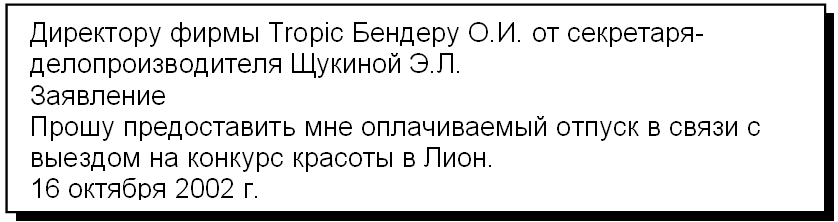 Директору фирмы Tropic Бендеру О.И. от секретаря-
делопроизводителя Щукиной Э.Л.
Заявление
Прошу предоставить мне оплачиваемый отпуск в связи с
выездом на конкурс красоты в Лион.
16 октября 2002 г.